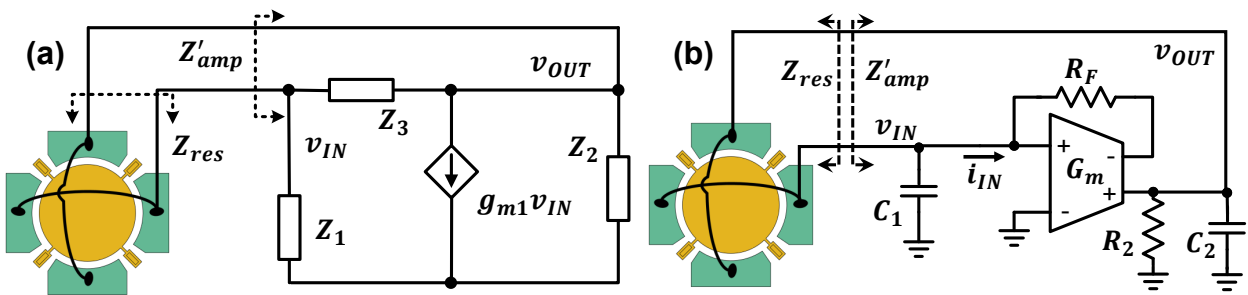 (a)
Z'amp
vOUT
Z3
Zres
vIN
Z1
gm1vIN
Z2
(b)
Zres
Z'amp
vOUT
RF
vIN
iIN
+
-
Gm
+
-
C1
R2
C2